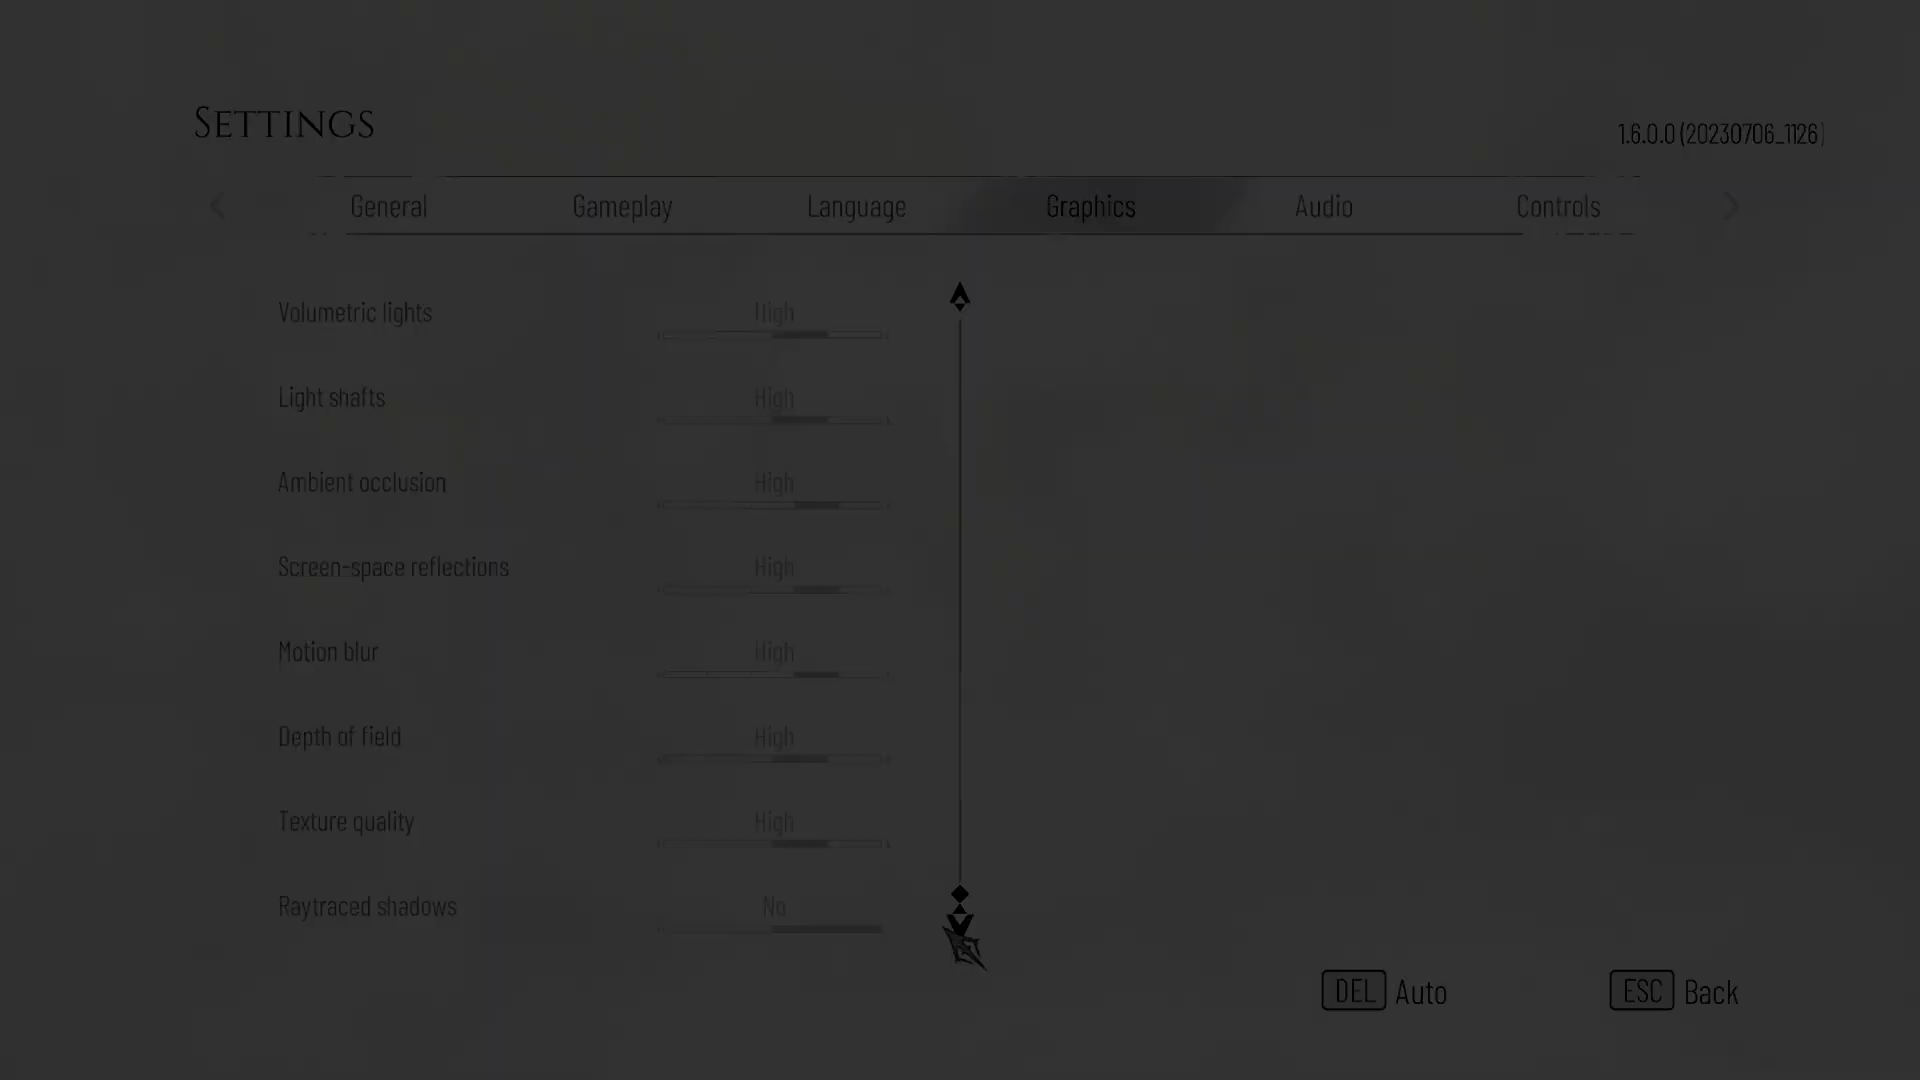 SETTINGS
1.6.0.0 (20230706_1126)
General Gameplay Language Graphics Audio Controls
Volumetric lights High
Light shafts High
Ambient occlusion High
Screen-space reflections High
Motion blur High
Depth of field High
Texture quality High
Raytraced shadows No
DEL Auto ESC Back